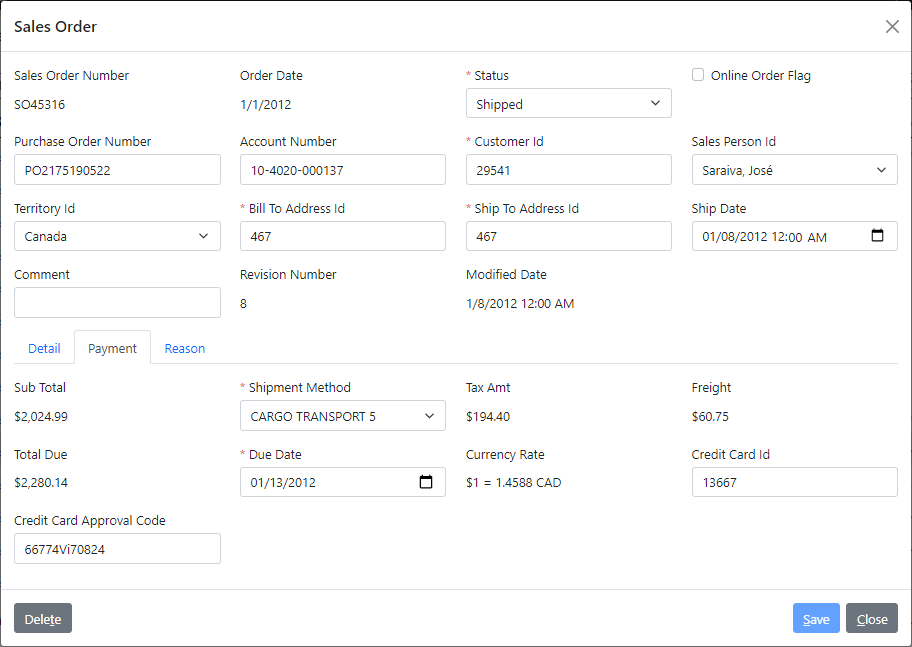 Sales Order
Sales Order Number Order Date * Status Online Order Flag
SO45316 1/1/2012 Shipped
Purchase Order Number Account Number * Customer Id Sales Person Id
PO2175190522 10-4020-000137 29541 Saraiva, José
Territory Id * Bill To Address Id * Ship To Address Id Ship Date
Canada 467 467 01/08/2012 12:00 AM
Comment Revision Number Modified Date
8 1/8/2012 12:00 AM
Detail Payment Reason
Sub Total * Shipment Method Tax Amt Freight
$2,024.99 CARGO TRANSPORT 5 $194.40 $60.75
Total Due * Due Date Currency Rate Credit Card Id
$2,280.14 01/13/2012 $1 = 1.4588 CAD 13667
Credit Card Approval Code
66774Vi70824
Delete Save Close